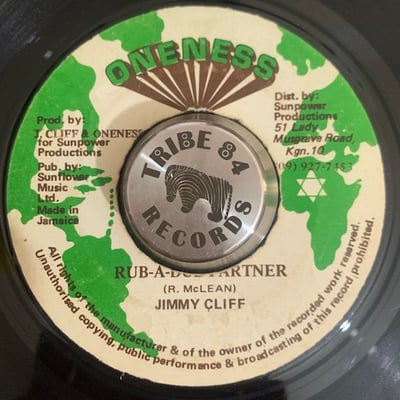 ONENESS
Prod. by:
J. CLIFF & ONENESS
for Sunpower
Productions
Pub. by:
Sunflower
Music
Ltd.
Made in
Jamaica
Dist. by:
Sunpower
Productions
51 Lady
Musgrave Road,
Kgn. 10
(09) 927-7453
TRIBE 84
RECORDS
RUB-A-DUB PARTNER
(R. McLEAN)
JIMMY CLIFF
All rights of the manufacturer & of the owner of the recorded work reserved.
Unauthorised copying, public performance & broadcasting of this record prohibited.